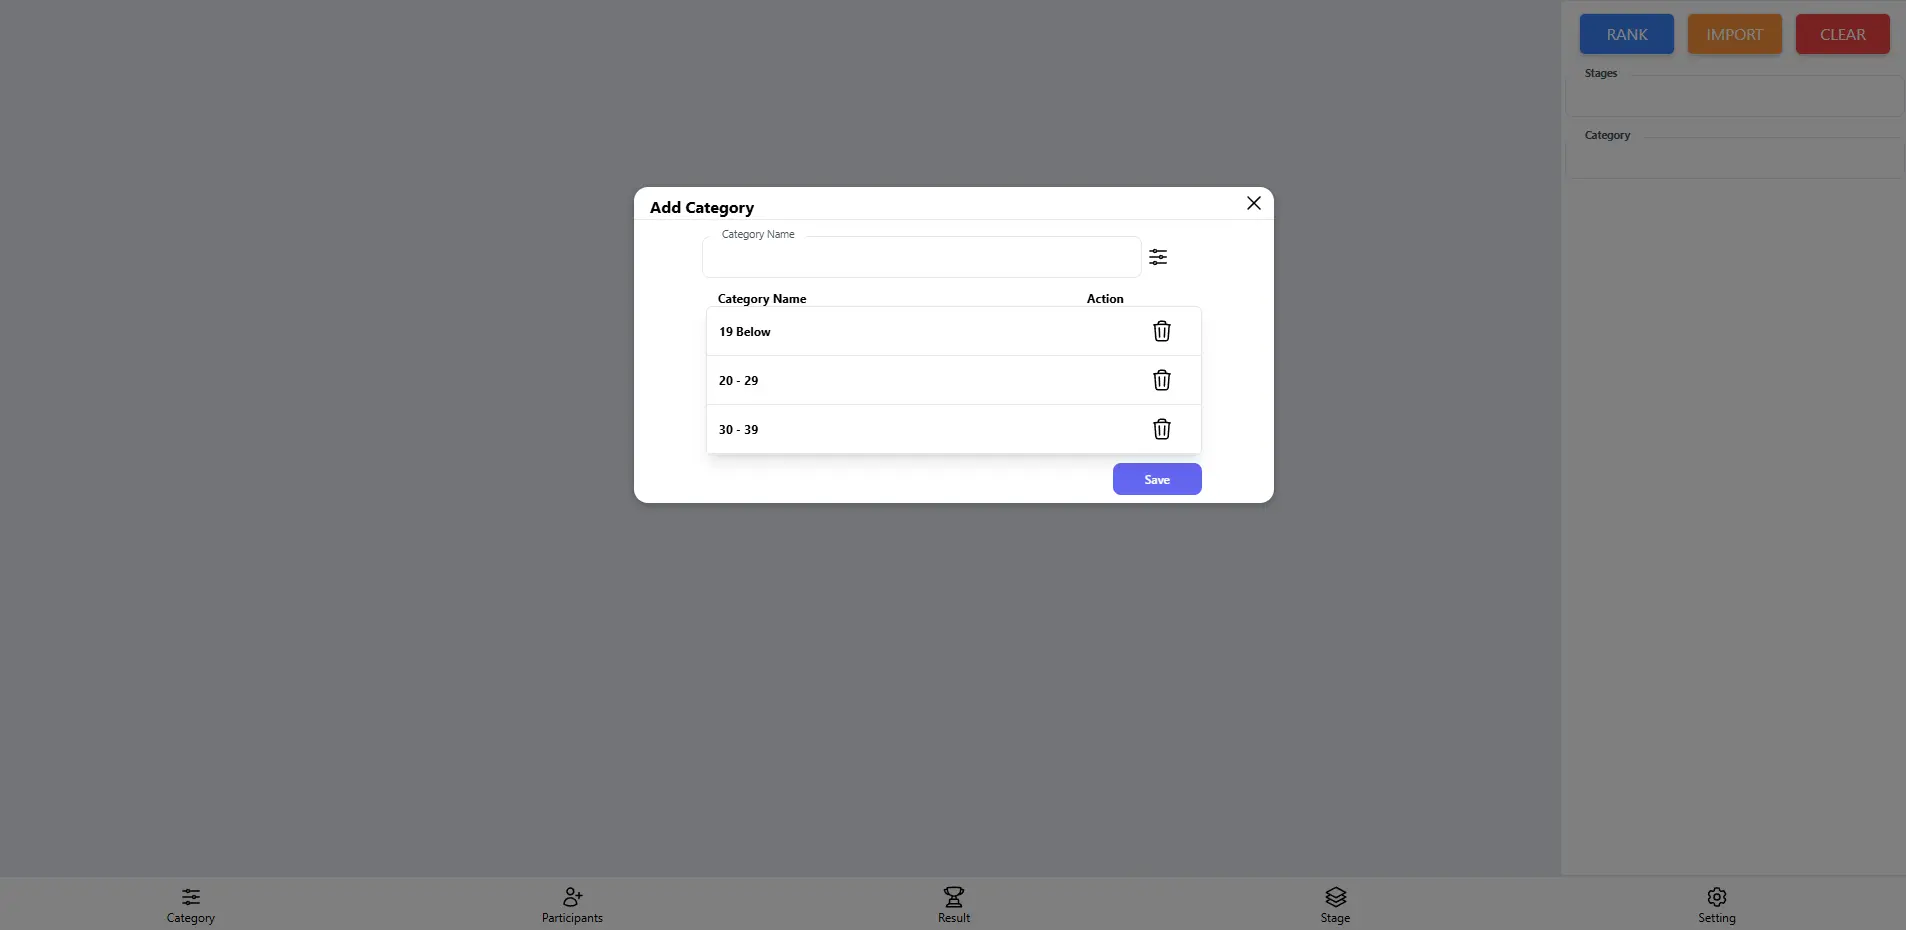 RANK IMPORT CLEAR
Stages
Category
Add Category
Category Name
Category Name Action
19 Below
20 - 29
30 - 39
Save
Category Participants Result Stage Setting